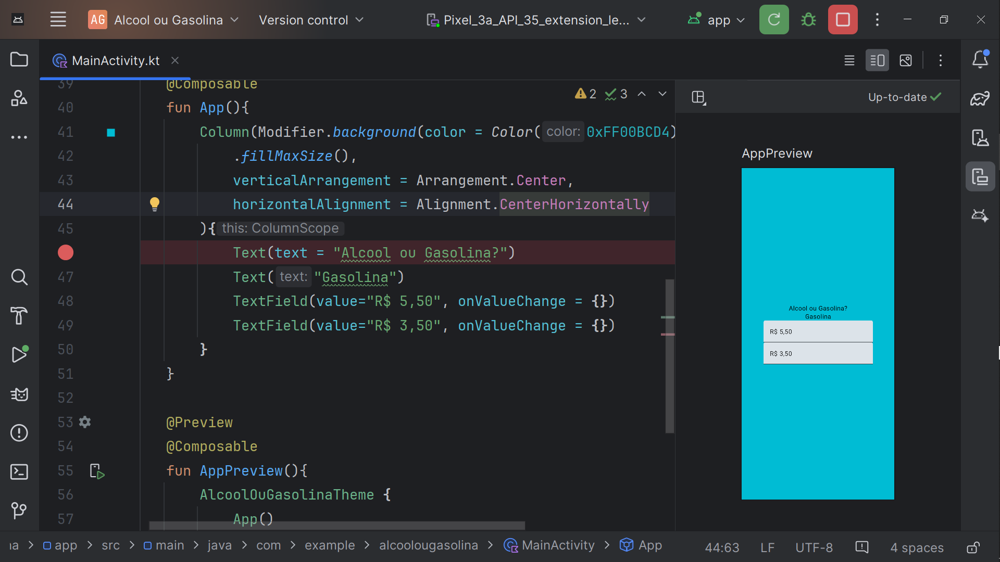 AG Alcool ou Gasolina Version control Pixel_3a_API_35_extension_le... app
MainActivity.kt
39 @Composable
2 3
Up-to-date
40 fun App(){
41 Column(Modifier.background(color = Color( color: 0xFF00BCD4)
42 .fillMaxSize(),
43 verticalArrangement = Arrangement.Center,
44 horizontalAlignment = Alignment.CenterHorizontally
45 ){ this: ColumnScope
Text(text = "Alcool ou Gasolina?")
47 Text( text: "Gasolina")
48 TextField(value="R$ 5,50", onValueChange = {})
49 TextField(value="R$ 3,50", onValueChange = {})
50 }
51 }
52
53 @Preview
54 @Composable
55 fun AppPreview(){
56 AlcoolOuGasolinaTheme {
57 App()
AppPreview
Alcool ou Gasolina?
Gasolina
R$ 5,50
R$ 3,50
app > src > main > java > com > example > alcoolougasolina > MainActivity > App 44:63 LF UTF-8 4 spaces